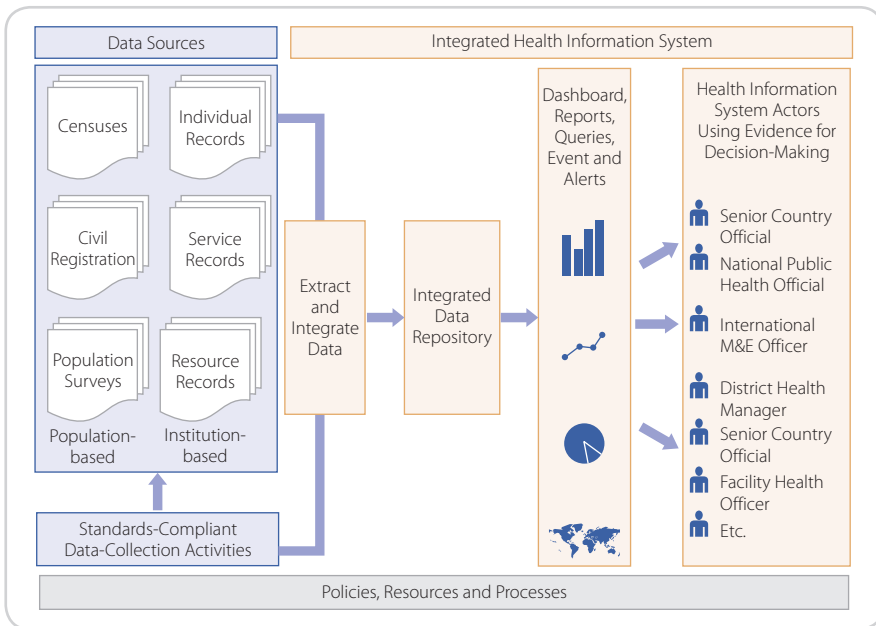 Data Sources
Integrated Health Information System
Censuses
Individual
Records
Civil
Registration
Service
Records
Population
Surveys
Resource
Records
Population-
based
Institution-
based
Standards-Compliant
Data-Collection Activities
Extract
and
Integrate
Data
Integrated
Data
Repository
Dashboard,
Reports,
Queries,
Event and
Alerts
Health Information
System Actors
Using Evidence for
Decision-Making
Senior Country
Official
National Public
Health Official
International
M&E Officer
District Health
Manager
Senior Country
Official
Facility Health
Officer
Etc.
Policies, Resources and Processes